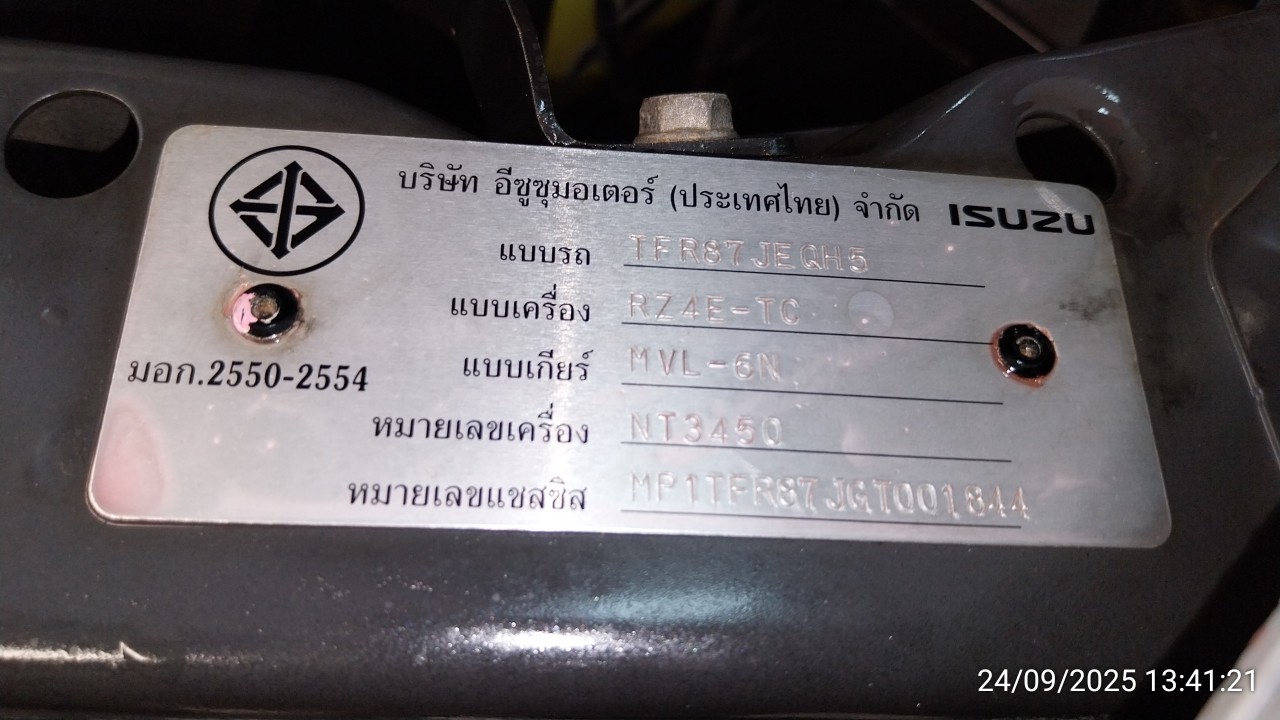 บริษัท อีซูซุมอเตอร์ (ประเทศไทย) จำกัด ISUZU
แบบรถ TFR87JEQH5
แบบเครื่อง RZ4E-TC
แบบเกียร์ MVL-6N
มอก.2550-2554
หมายเลขเครื่อง NT3450
หมายเลขแชสซิส MP1TFR87JGT001844
24/09/2025 13:41:21